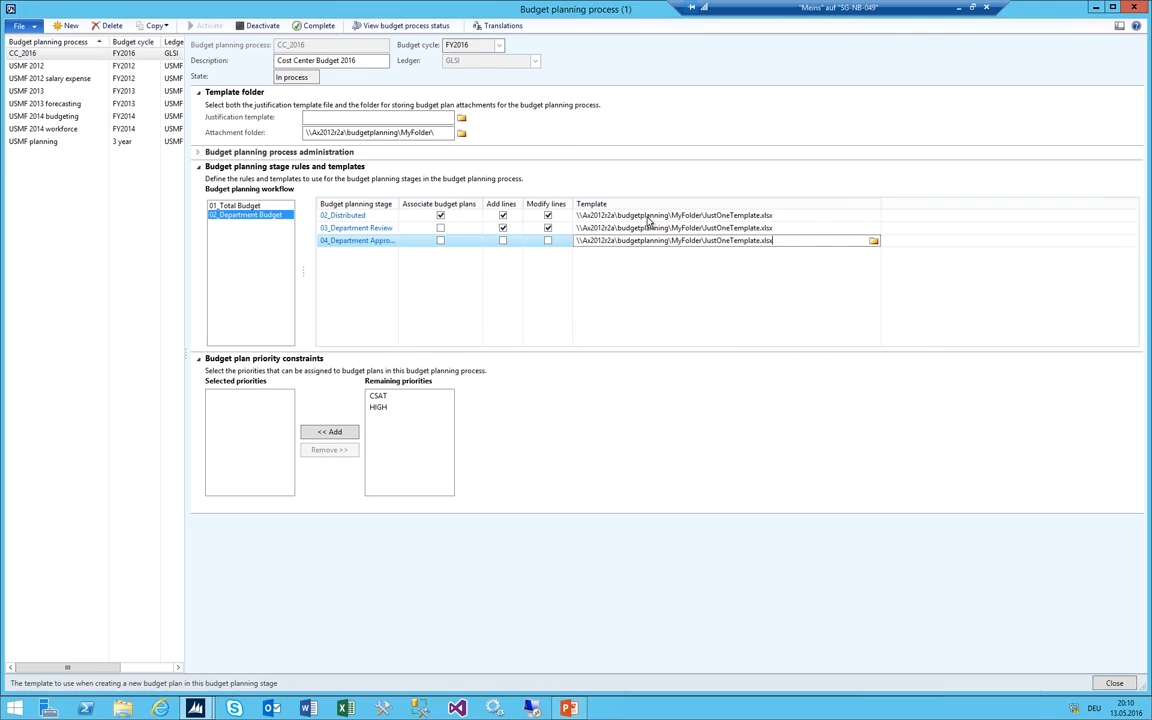 Budget planning process (1)
"Meins" auf "SG-NB-049"
File
New
Delete
Copy
Activate
Deactivate
Complete
View budget process status
Translations
Budget planning process Budget cycle Ledge
CC_2016 FY2016 GLSI
USMF 2012 FY2012 USMF
USMF 2012 salary expense FY2012 USMF
USMF 2013 FY2013 USMF
USMF 2013 forecasting FY2013 USMF
USMF 2014 budgeting FY2014 USMF
USMF 2014 workforce FY2014 USMF
USMF planning 3 year USMF
Budget planning process: CC_2016 Budget cycle: FY2016
Description: Cost Center Budget 2016 Ledger: GLSI
State: In process
Template folder
Select both the justification template file and the folder for storing budget plan attachments for the budget planning process.
Justification template:
Attachment folder: \\Ax2012r2a\budgetplanning\MyFolder\
Budget planning process administration
Budget planning stage rules and templates
Define the rules and templates to use for the budget planning stages in the budget planning process.
Budget planning workflow
01_Total Budget
02_Department Budget
Budget planning stage Associate budget plans Add lines Modify lines Template
02_Distributed \\Ax2012r2a\budgetplanning\MyFolder\JustOneTemplate.xlsx
03_Department Review \\Ax2012r2a\budgetplanning\MyFolder\JustOneTemplate.xlsx
04_Department Appro... \\Ax2012r2a\budgetplanning\MyFolder\JustOneTemplate.xlsx
Budget plan priority constraints
Select the priorities that can be assigned to budget plans in this budget planning process.
Selected priorities Remaining priorities
CSAT
HIGH
<< Add
Remove >>
The template to use when creating a new budget plan in this budget planning stage
Close
DEU
20:10
13.05.2016